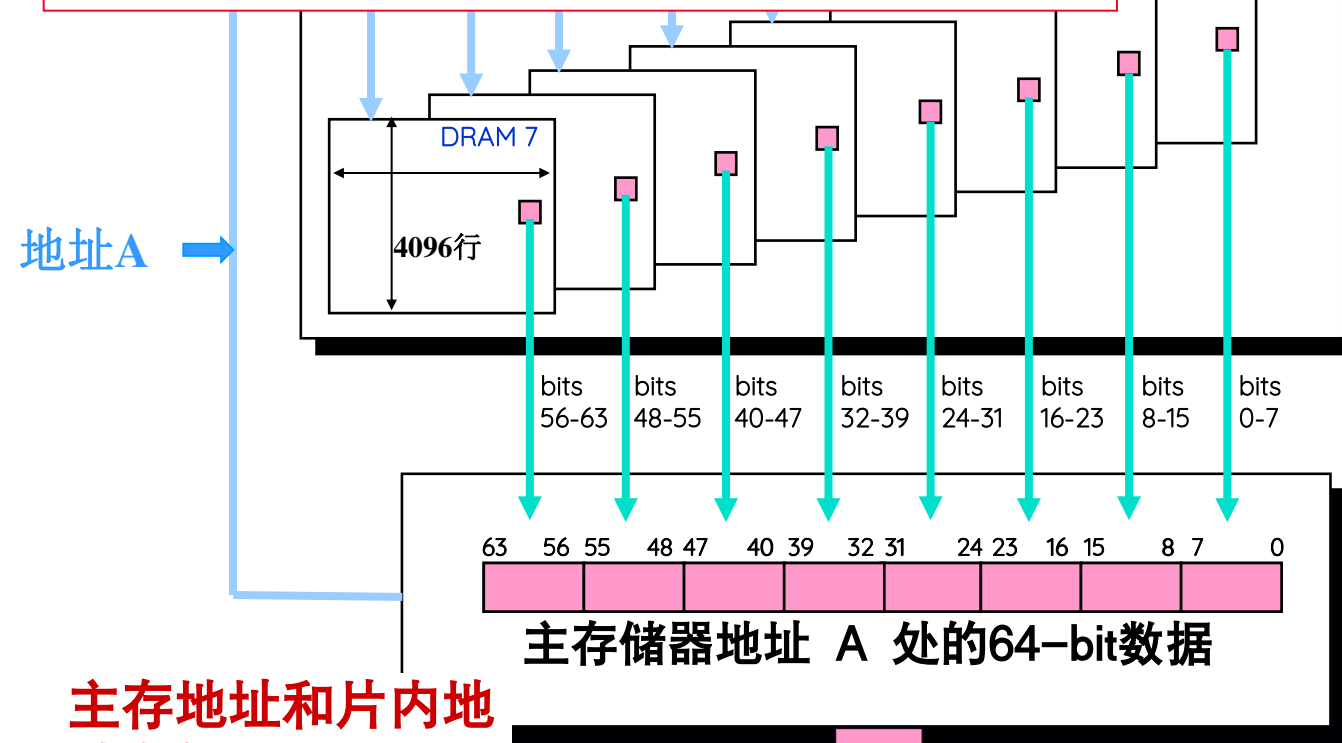 DRAM 7
4096行
地址A
bits bits bits bits bits bits bits bits
56-63 48-55 40-47 32-39 24-31 16-23 8-15 0-7
63 56 55 48 47 40 39 32 31 24 23 16 15 8 7 0
主存储器地址 A 处的64-bit数据
主存地址和片内地